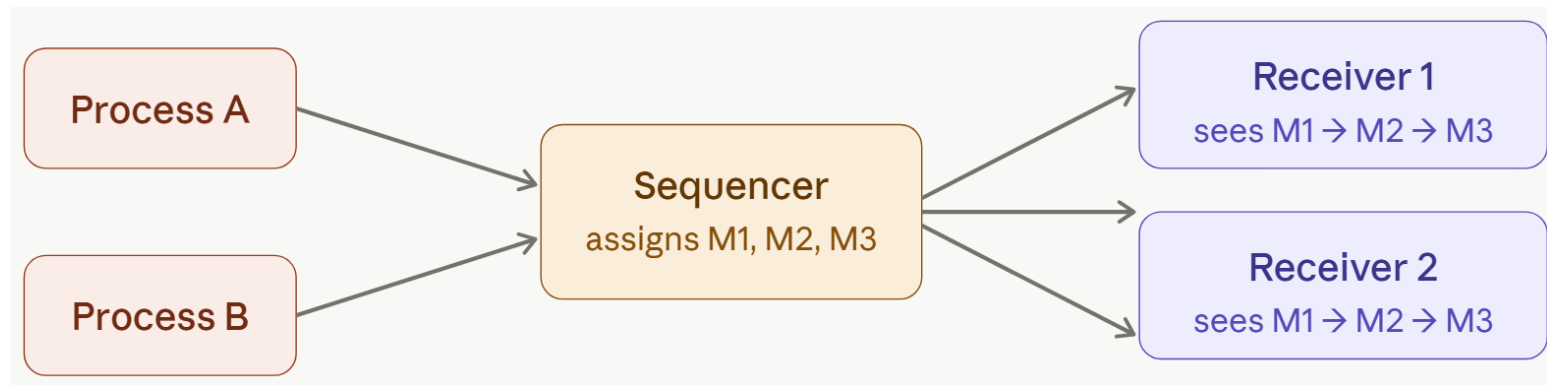 Process A
Process B
Sequencer
assigns M1, M2, M3
Receiver 1
sees M1 → M2 → M3
Receiver 2
sees M1 → M2 → M3